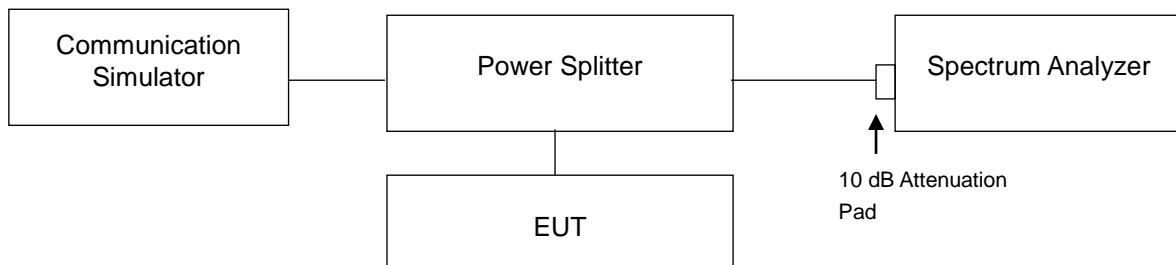 Communication
Simulator
Power Splitter
Spectrum Analyzer
10 dB Attenuation
Pad
EUT